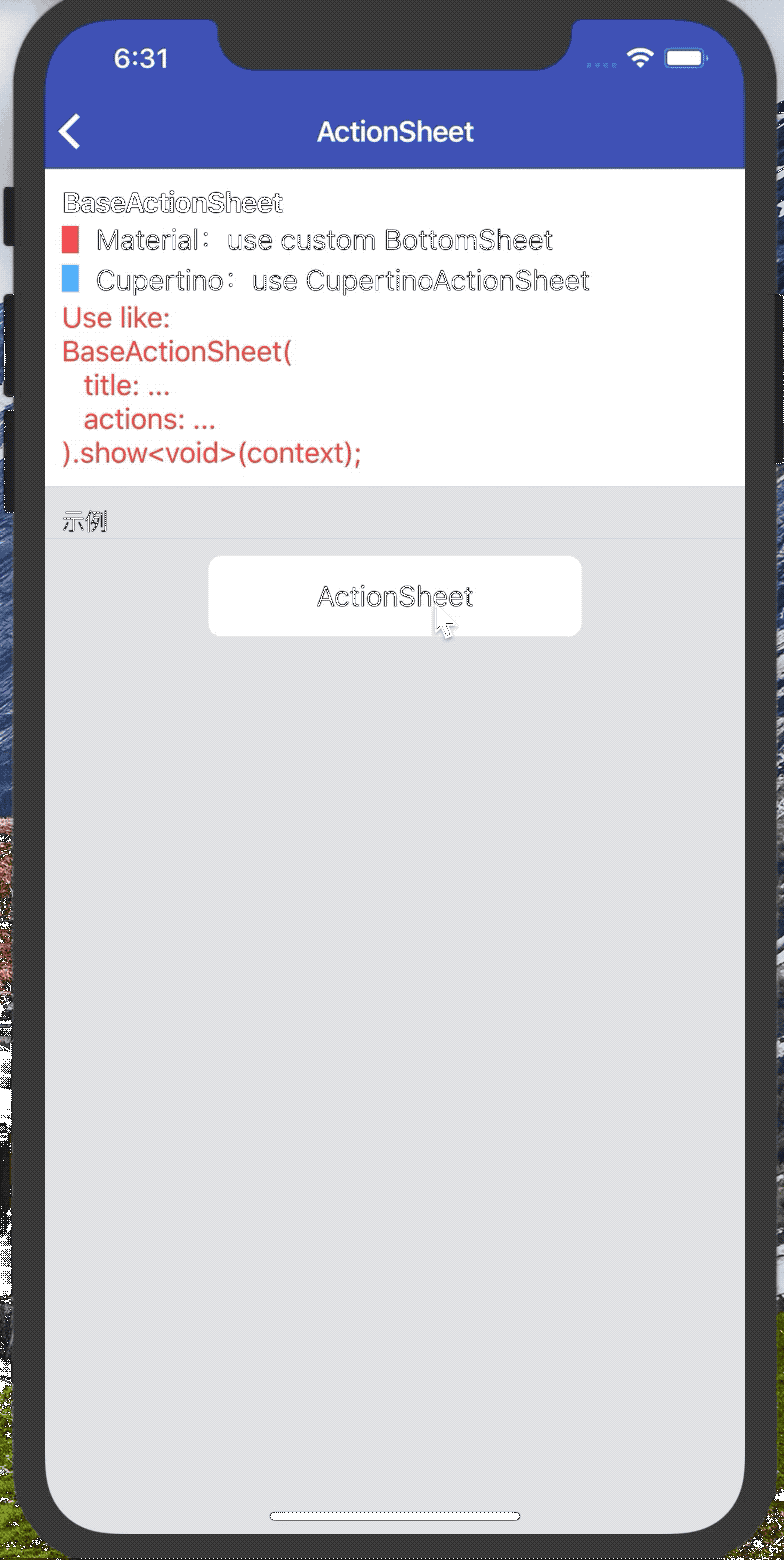 6:31
ActionSheet
BaseActionSheet
Material：use custom BottomSheet
Cupertino：use CupertinoActionSheet
Use like:
BaseActionSheet(
title: ...
actions: ...
).show<void>(context);
示例
ActionSheet